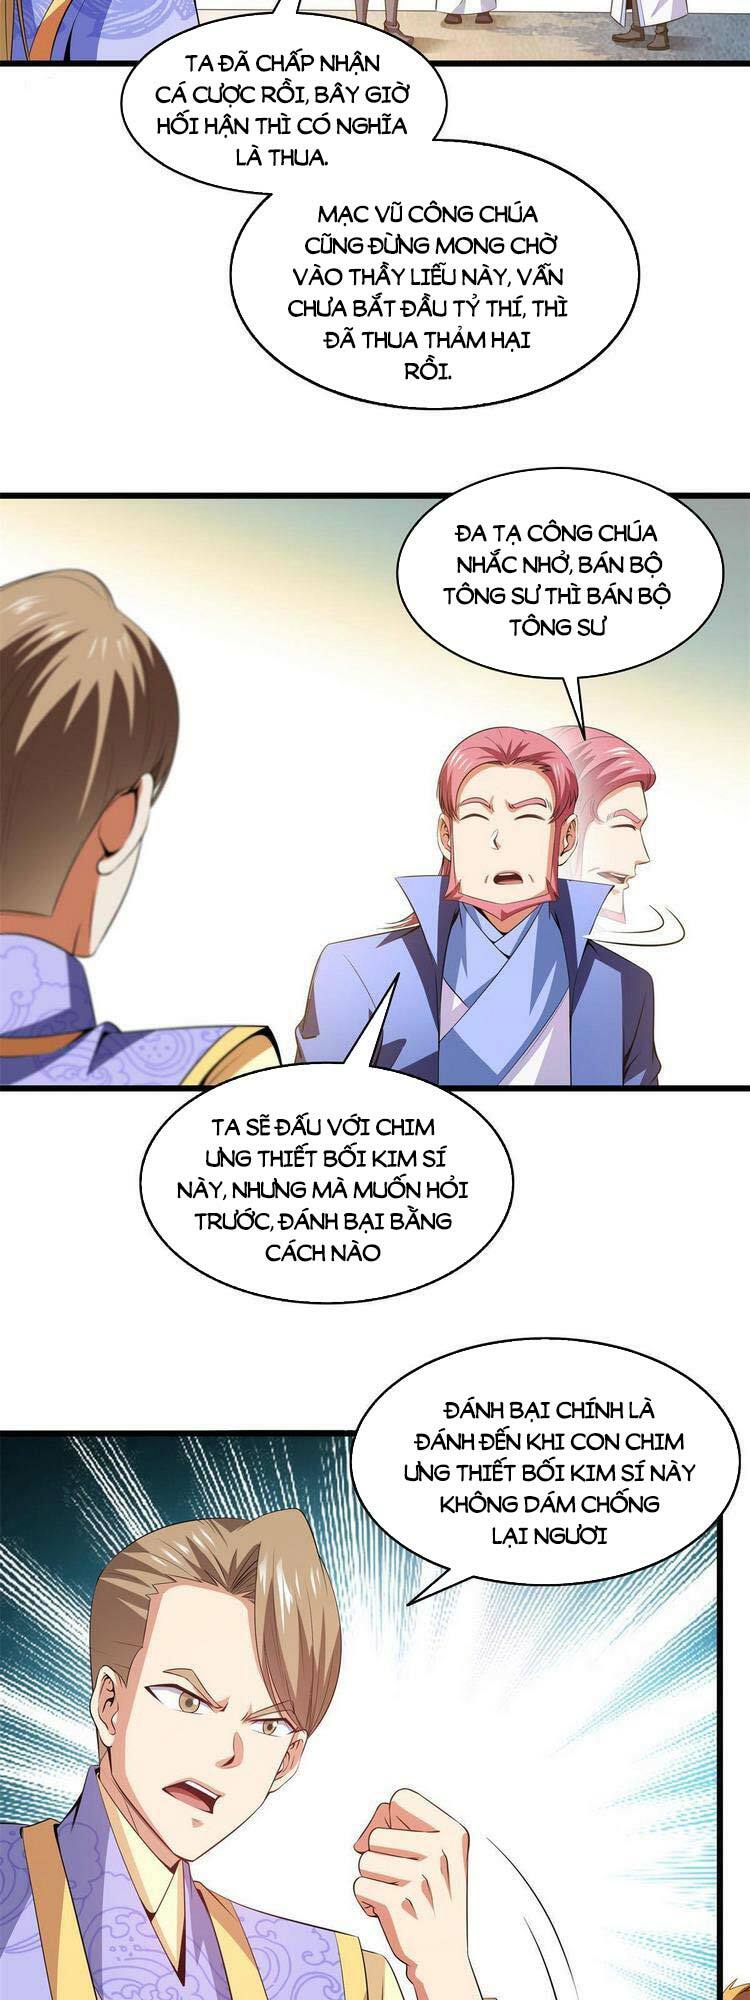 TA ĐÃ CHẤP NHẬN
CÁ CƯỢC RỒI, BÂY GIỜ
HỐI HẬN THÌ CÓ NGHĨA
LÀ THUA.
MẠC VŨ CÔNG CHÚA
CŨNG ĐỪNG MONG CHỜ
VÀO THẦY LIỄU NÀY, VẪN
CHƯA BẮT ĐẦU TỶ THÍ, THÌ
ĐÃ THUA THẢM HẠI
RỒI.
ĐA TẠ CÔNG CHÚA
NHẮC NHỞ, BÁN BỘ
TÔNG SƯ THÌ BÁN BỘ
TÔNG SƯ
TA SẼ ĐẤU VỚI CHIM
ƯNG THIẾT BỐI KIM SÍ
NÀY, NHƯNG MÀ MUỐN HỎI
TRƯỚC, ĐÁNH BẠI BẰNG
CÁCH NÀO
ĐÁNH BẠI CHÍNH LÀ
ĐÁNH ĐẾN KHI CON CHIM
ƯNG THIẾT BỐI KIM SÍ NÀY
KHÔNG DÁM CHỐNG
LẠI NGƯƠI